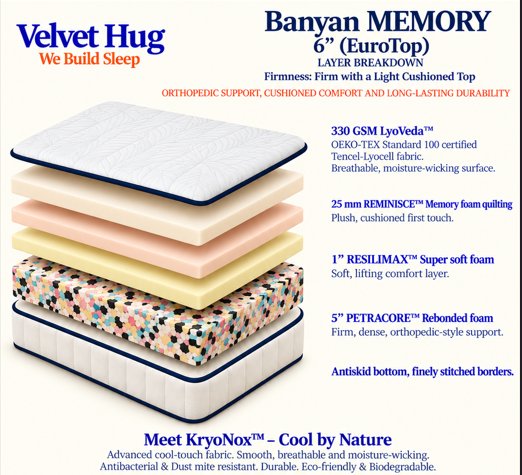 Velvet Hug
We Build Sleep
Banyan MEMORY
6” (EuroTop)
LAYER BREAKDOWN
Firmness: Firm with a Light Cushioned Top
ORTHOPEDIC SUPPORT, CUSHIONED COMFORT AND LONG-LASTING DURABILITY
330 GSM LyoVeda™
OEKO-TEX Standard 100 certified
Tencel-Lyocell fabric.
Breathable, moisture-wicking surface.
25 mm REMINISCE™ Memory foam quilting
Plush, cushioned first touch.
1” RESILIMAX™ Super soft foam
Soft, lifting comfort layer.
5” PETRACORE™ Rebonded foam
Firm, dense, orthopedic-style support.
Antiskid bottom, finely stitched borders.
Meet KryoNox™ – Cool by Nature
Advanced cool-touch fabric. Smooth, breathable and moisture-wicking.
Antibacterial & Dust mite resistant. Durable. Eco-friendly & Biodegradable.